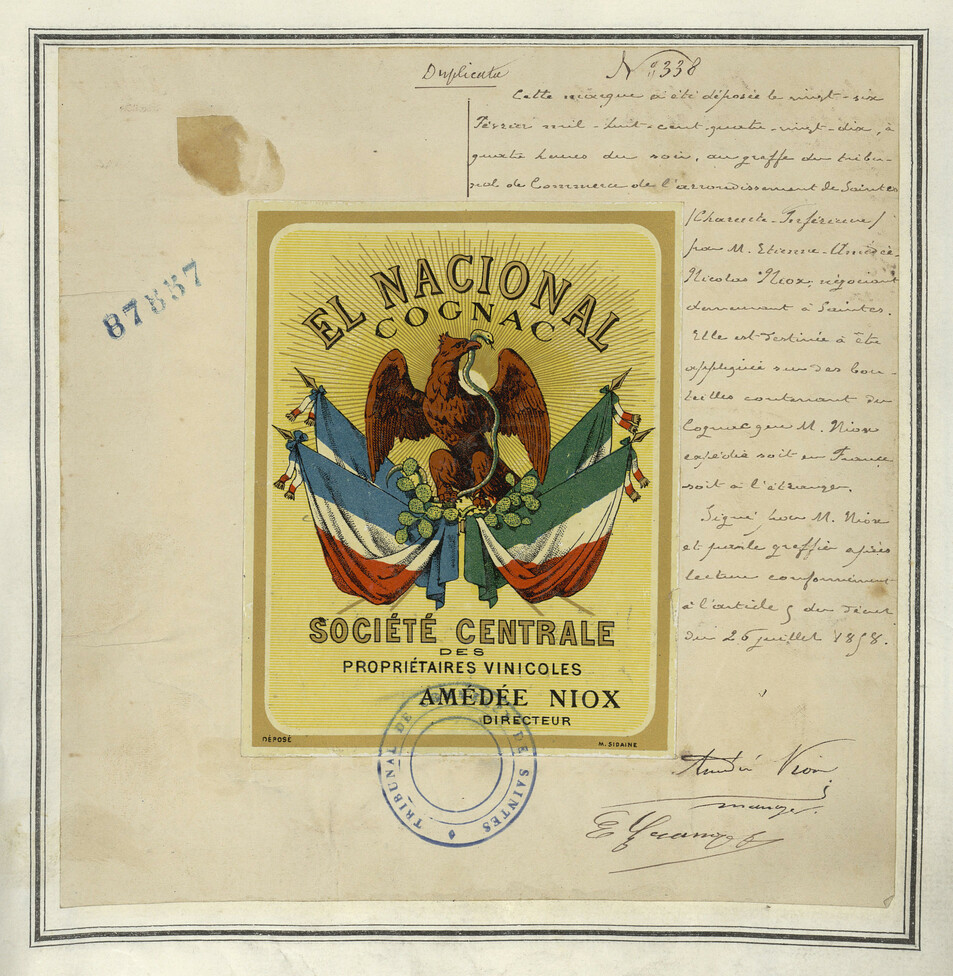 Duplicata
N° 338
Cette marque a été déposée le vingt-six
Février mil-huit-cent-quatre-vingt-dix, à
quatre heures du soir, au greffe du tribu-
nal de Commerce de l'arrondissement de Saintes
(Charente-Inférieure)
par M. Etienne-Amédée-
Nicolas Niox, négociant
demeurant à Saintes.
Elle est destinée à être
appliquée sur des bou-
teilles contenant du
Cognac que M. Niox
expédie soit en France
soit à l'étranger.
Signé par M. Niox
et par le greffier après
lecture conformément
à l'article 5 du décret
du 26 juillet 1858.
87557
EL NACIONAL
COGNAC
SOCIÉTÉ CENTRALE
DES
PROPRIÉTAIRES VINICOLES
AMÉDÉE NIOX
DIRECTEUR
DÉPOSÉ
M. SIDAINE
TRIBUNAL DE DE SAINTES
Niox